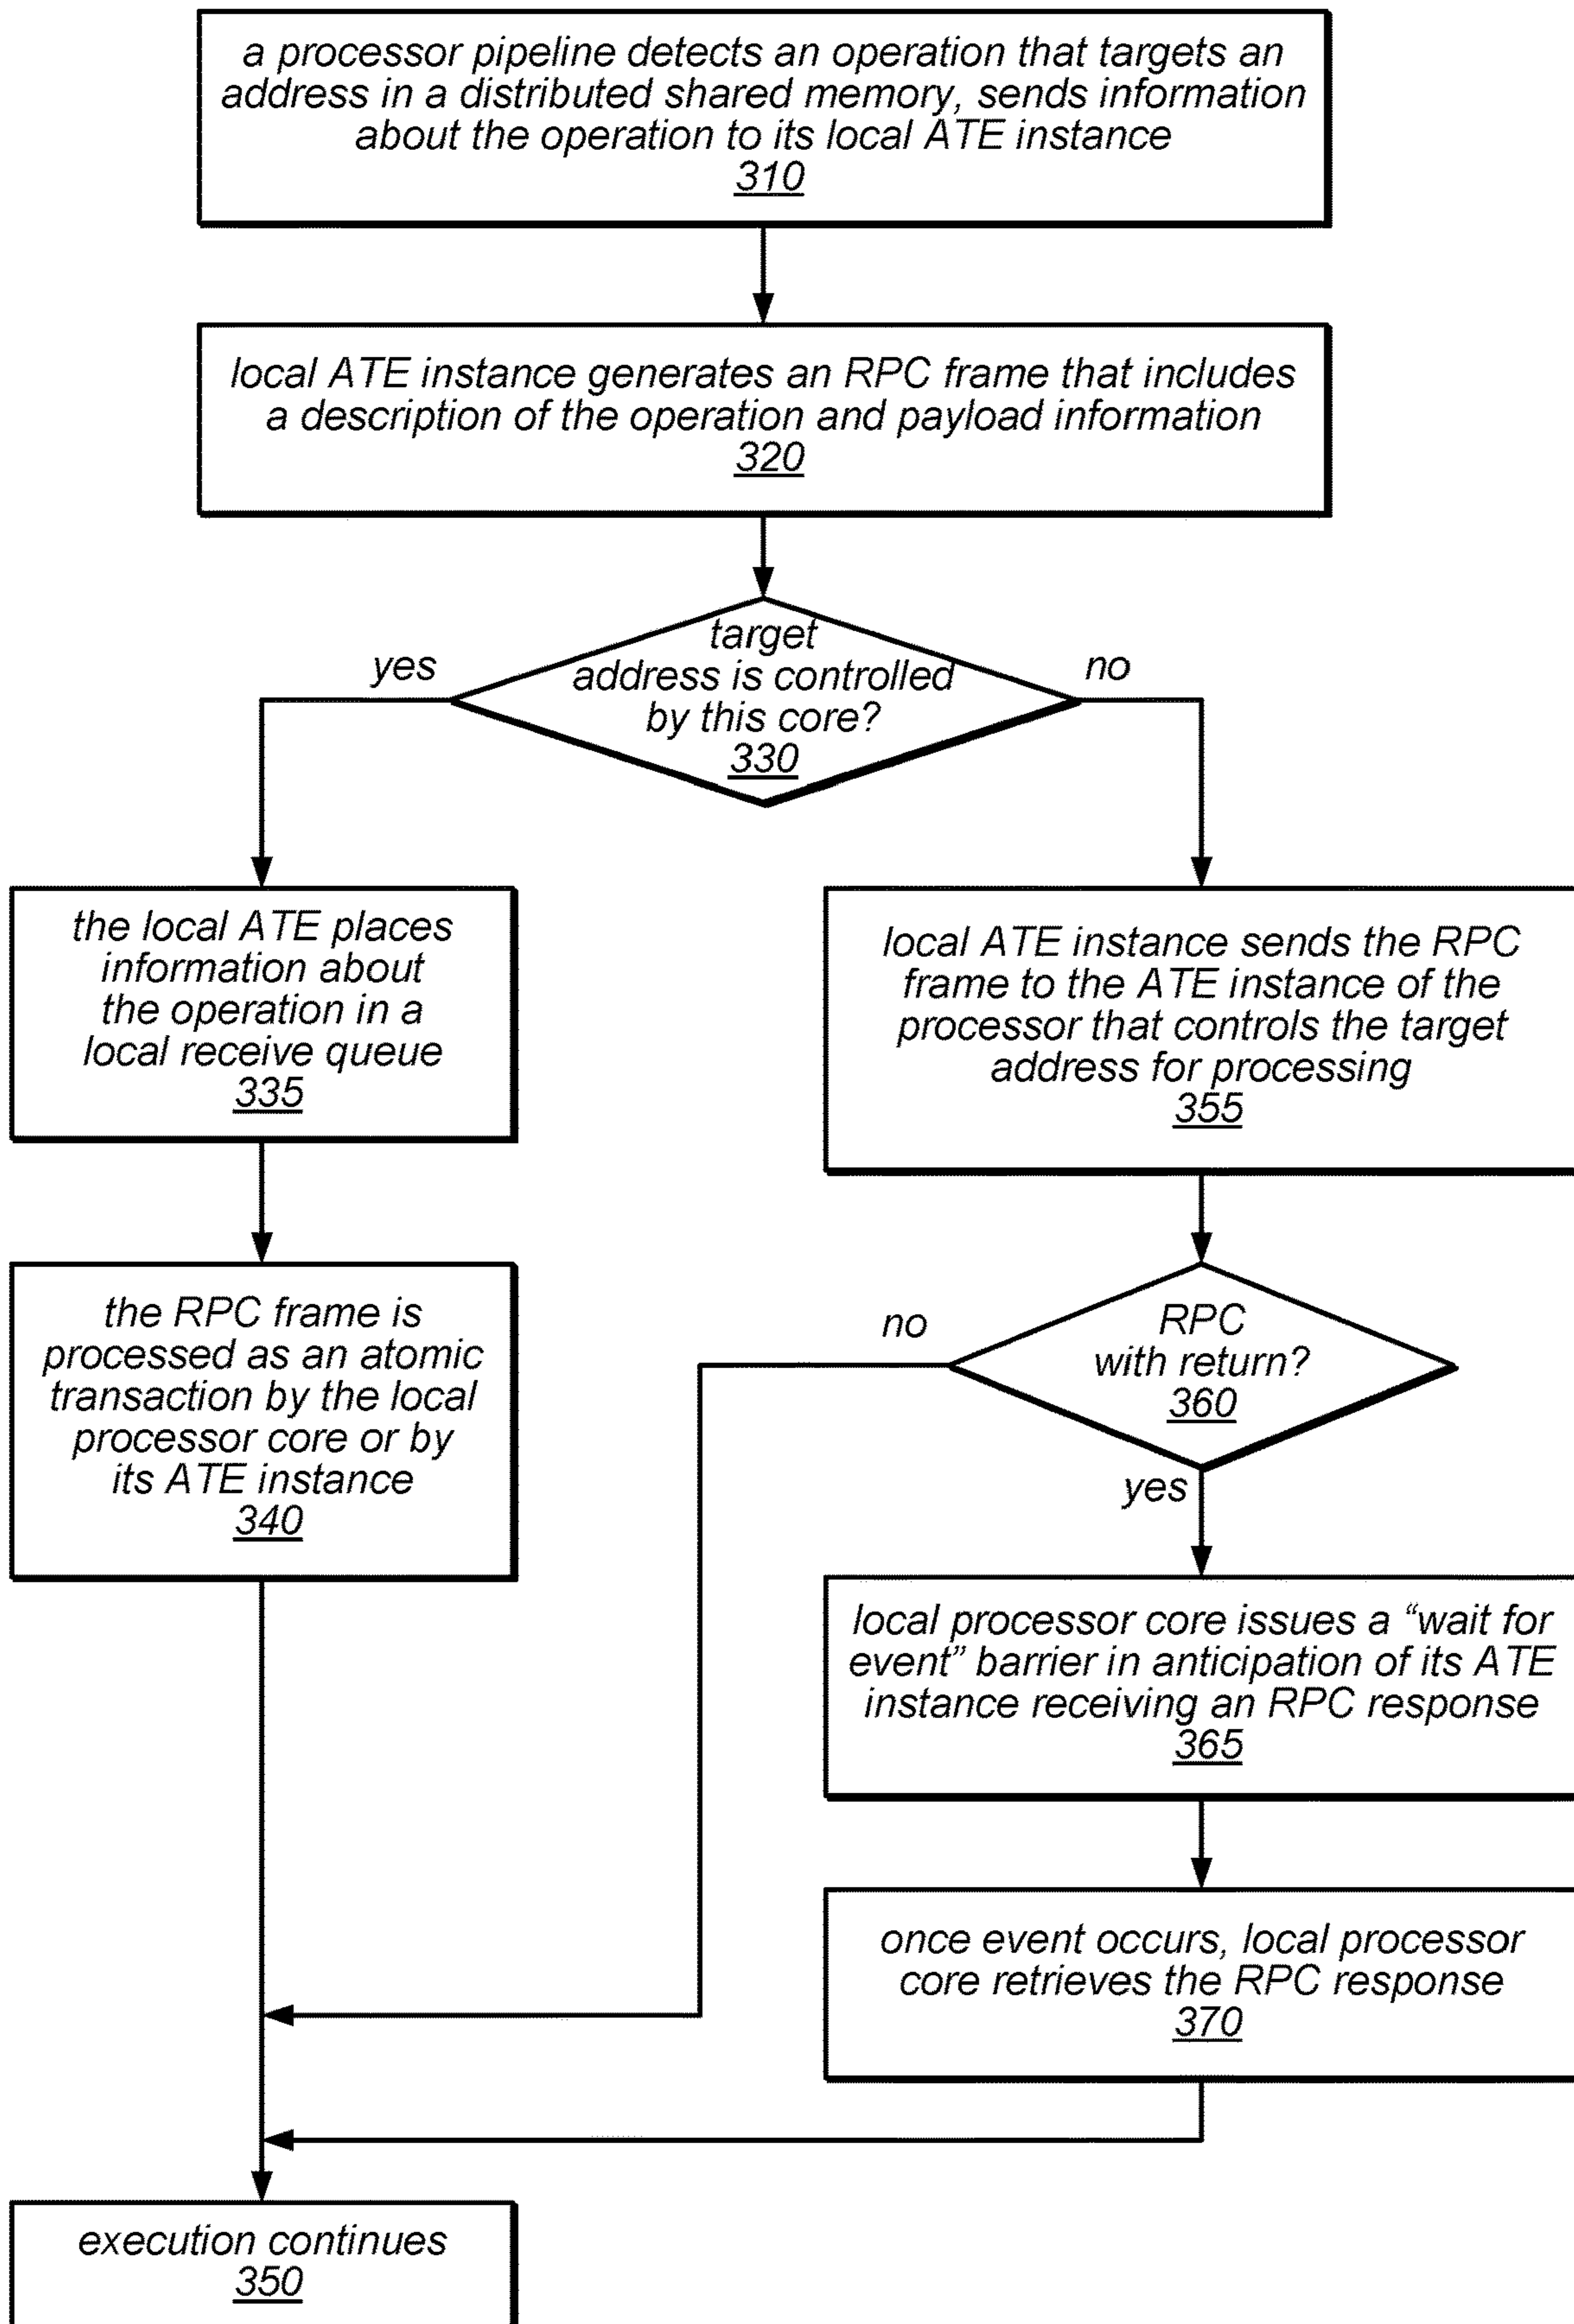 a processor pipeline detects an operation that targets an
address in a distributed shared memory, sends information
about the operation to its local ATE instance
310
local ATE instance generates an RPC frame that includes
a description of the operation and payload information
320
target
address is controlled
by this core?
330
yes
no
the local ATE places
information about
the operation in a
local receive queue
335
local ATE instance sends the RPC
frame to the ATE instance of the
processor that controls the target
address for processing
355
the RPC frame is
processed as an atomic
transaction by the local
processor core or by
its ATE instance
340
RPC
with return?
360
no
yes
local processor core issues a “wait for
event” barrier in anticipation of its ATE
instance receiving an RPC response
365
once event occurs, local processor
core retrieves the RPC response
370
execution continues
350